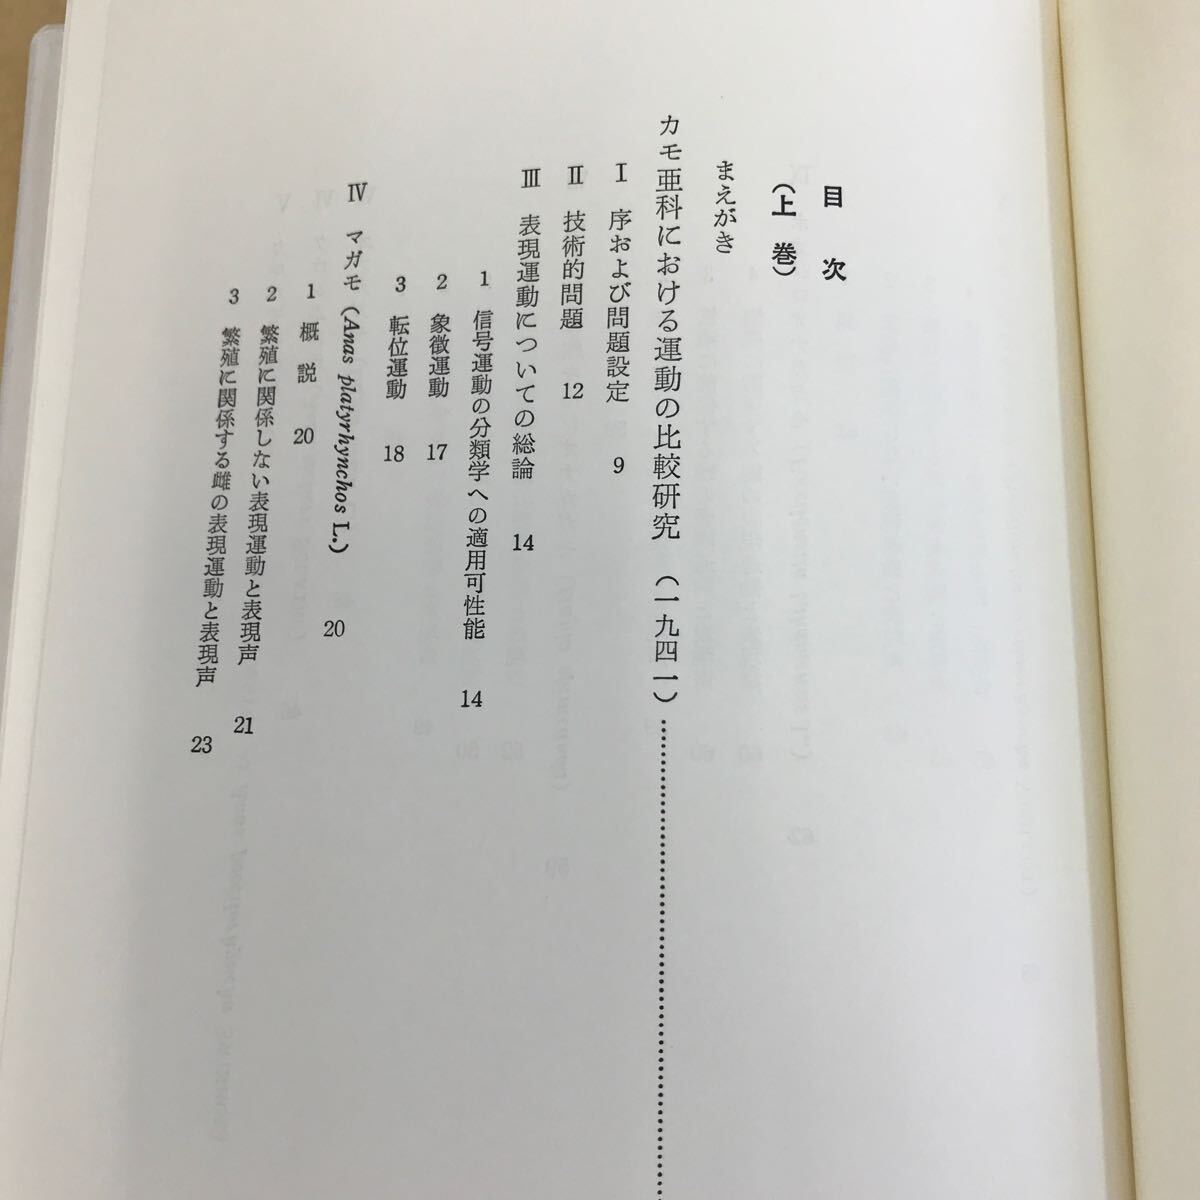 目次
(上巻)
まえがき
カモ亜科における運動の比較研究 (一九四一)
Ⅰ 序および問題設定 9
Ⅱ 技術的問題 12
Ⅲ 表現運動についての総論 14
1 信号運動の分類学への適用可能性 14
2 象徴運動 17
3 転位運動 18
Ⅳ マガモ (Anas platyrhynchos L.) 20
1 概説 20
2 繁殖に関係しない表現運動と表現声 21
3 繁殖に関係する雌の表現運動と表現声 23